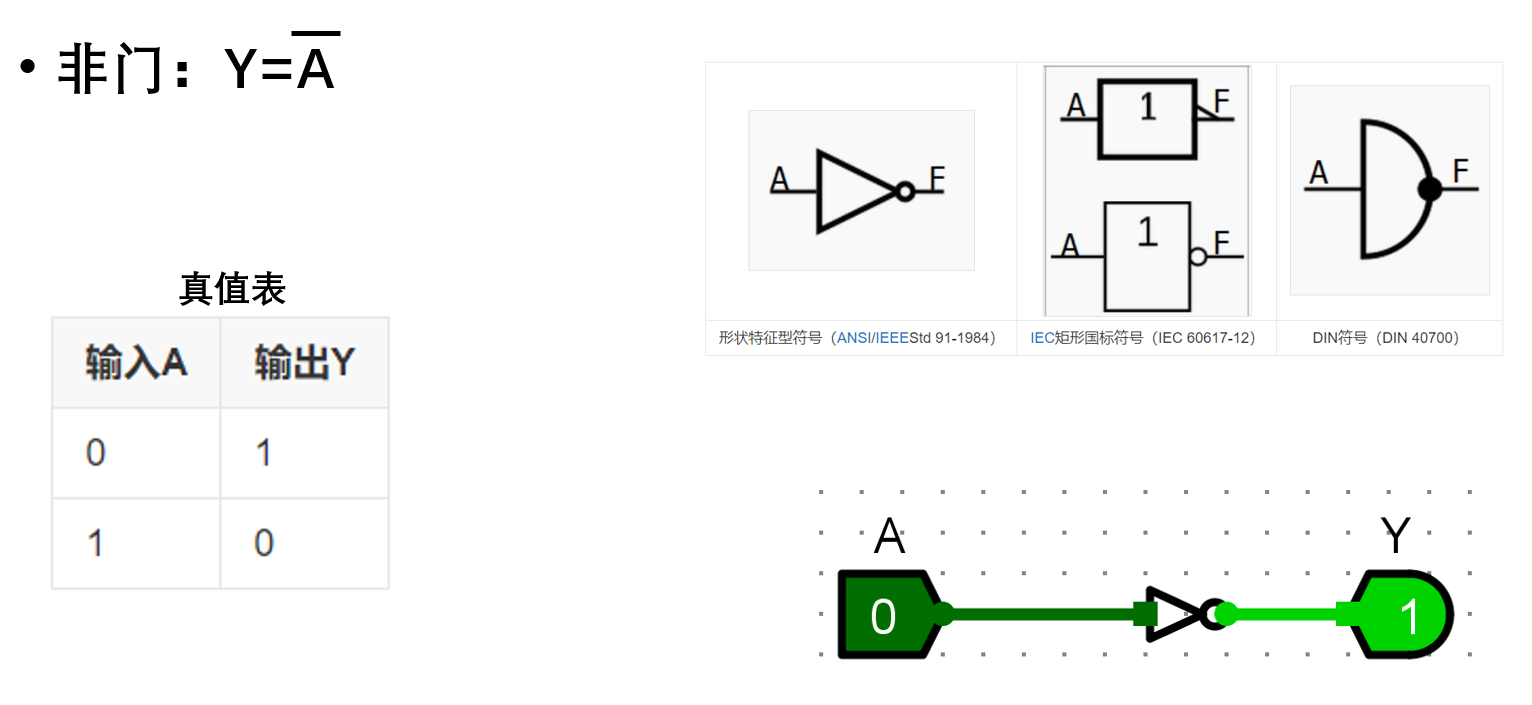 • 非门：Y=A̅
A
F
A
1
F
A
1
F
A
F
形状特征型符号（ANSI/IEEEStd 91-1984）
IEC矩形国标符号（IEC 60617-12）
DIN符号（DIN 40700）
真值表
输入A 输出Y
0 1
1 0
A
Y
0
1